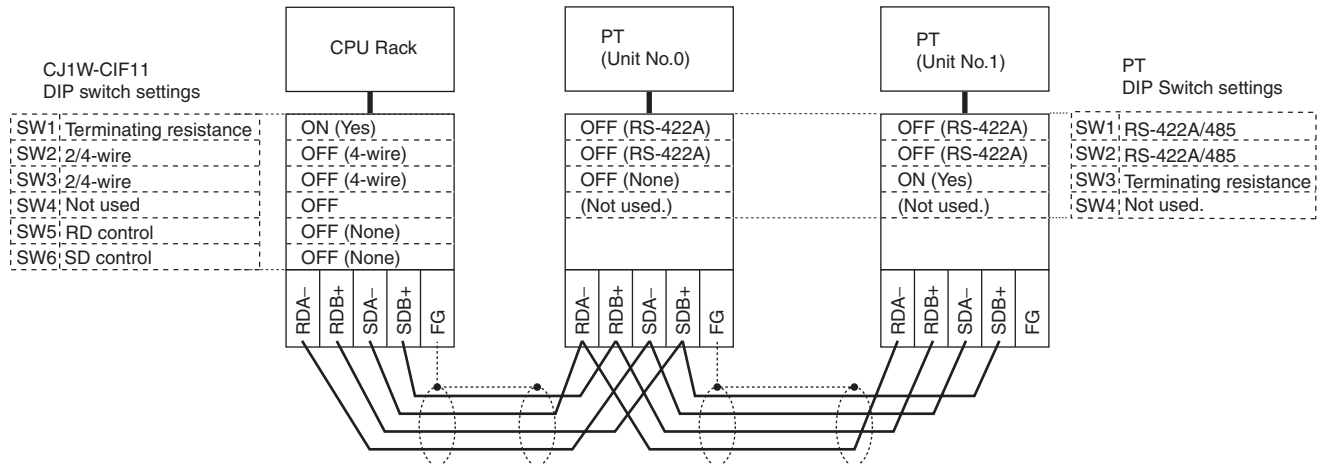 CPU Rack
PT
(Unit No.0)
PT
(Unit No.1)
CJ1W-CIF11
DIP switch settings
PT
DIP Switch settings
SW1 Terminating resistance
SW2 2/4-wire
SW3 2/4-wire
SW4 Not used
SW5 RD control
SW6 SD control
ON (Yes)
OFF (4-wire)
OFF (4-wire)
OFF
OFF (None)
OFF (None)
OFF (RS-422A)
OFF (RS-422A)
OFF (None)
(Not used.)
OFF (RS-422A)
OFF (RS-422A)
ON (Yes)
(Not used.)
SW1 RS-422A/485
SW2 RS-422A/485
SW3 Terminating resistance
SW4 Not used.
RDA–
RDB+
SDA–
SDB+
FG
RDA–
RDB+
SDA–
SDB+
FG
RDA–
RDB+
SDA–
SDB+
FG